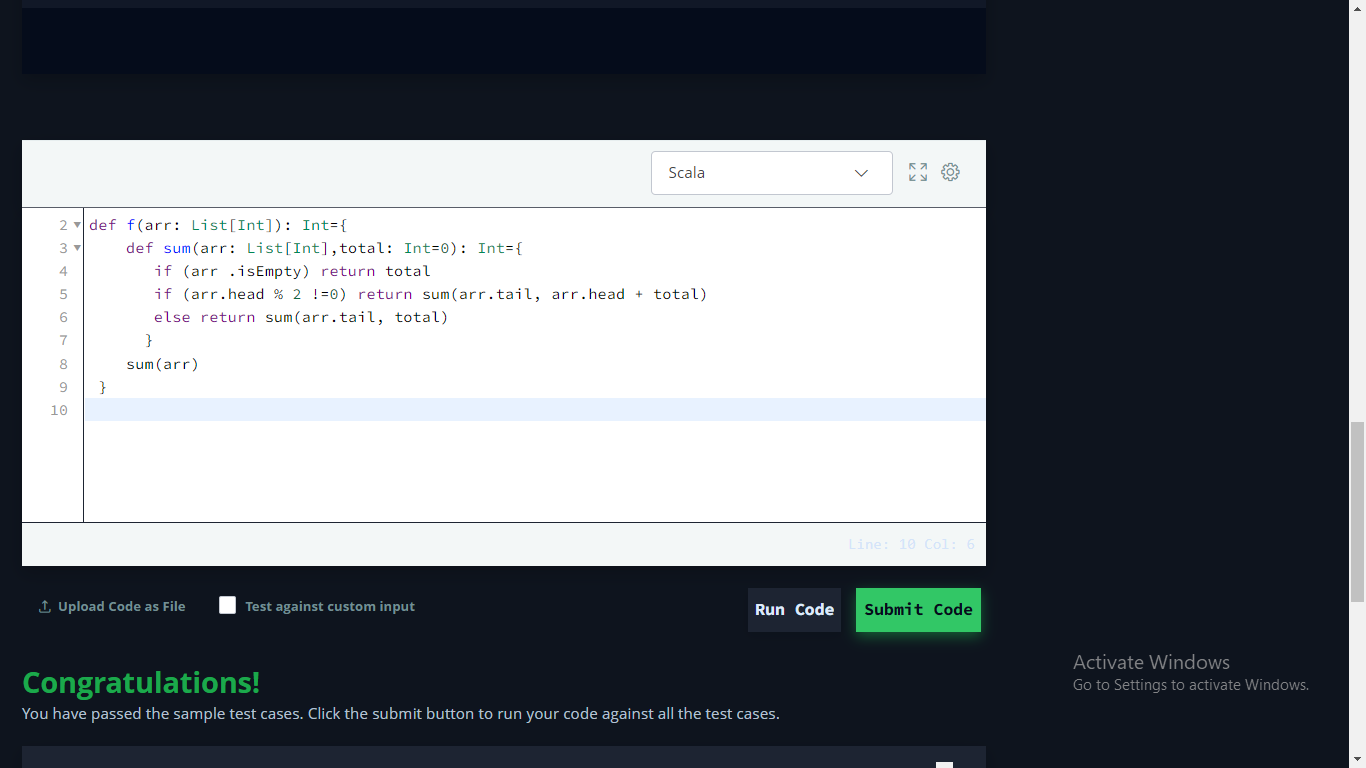 Scala
2 def f(arr: List[Int]): Int={
3 def sum(arr: List[Int],total: Int=0): Int={
4 if (arr .isEmpty) return total
5 if (arr.head % 2 !=0) return sum(arr.tail, arr.head + total)
6 else return sum(arr.tail, total)
7 }
8 sum(arr)
9 }
10
Line: 10 Col: 6
Upload Code as File Test against custom input Run Code Submit Code
Activate Windows
Go to Settings to activate Windows.
Congratulations!
You have passed the sample test cases. Click the submit button to run your code against all the test cases.